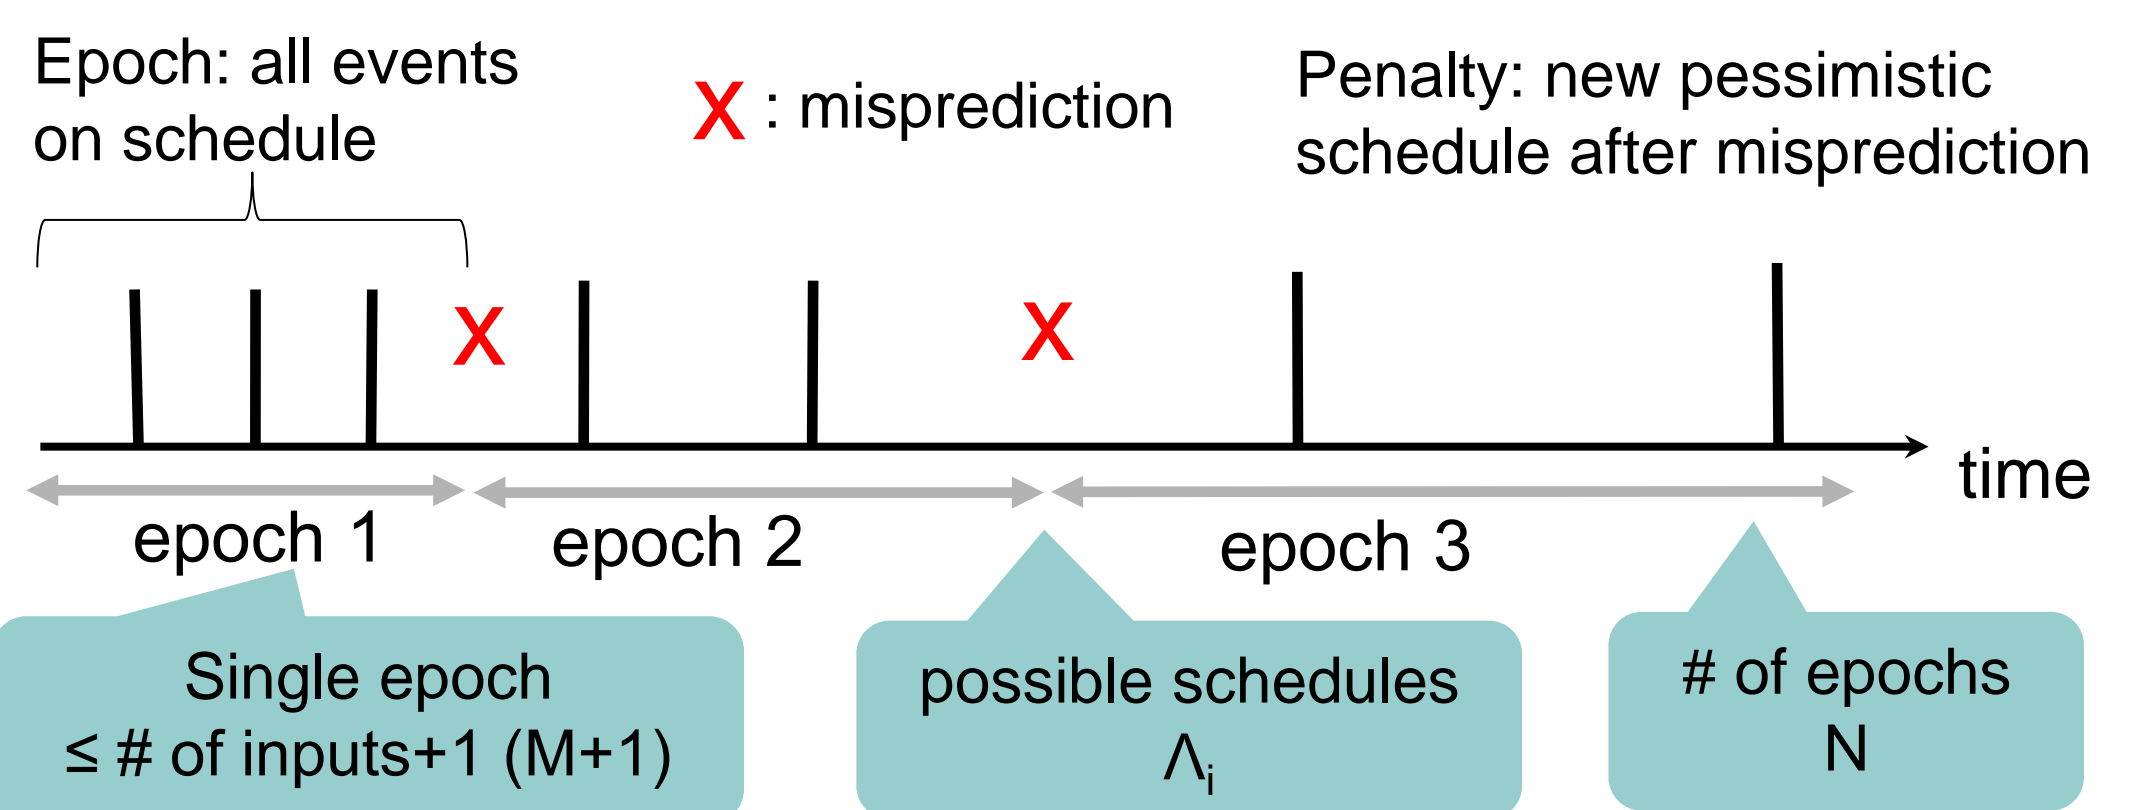 Epoch: all events
on schedule
X : misprediction
Penalty: new pessimistic
schedule after misprediction
X
X
time
epoch 1
epoch 2
epoch 3
Single epoch
≤ # of inputs+1 (M+1)
possible schedules
Λi
# of epochs
N